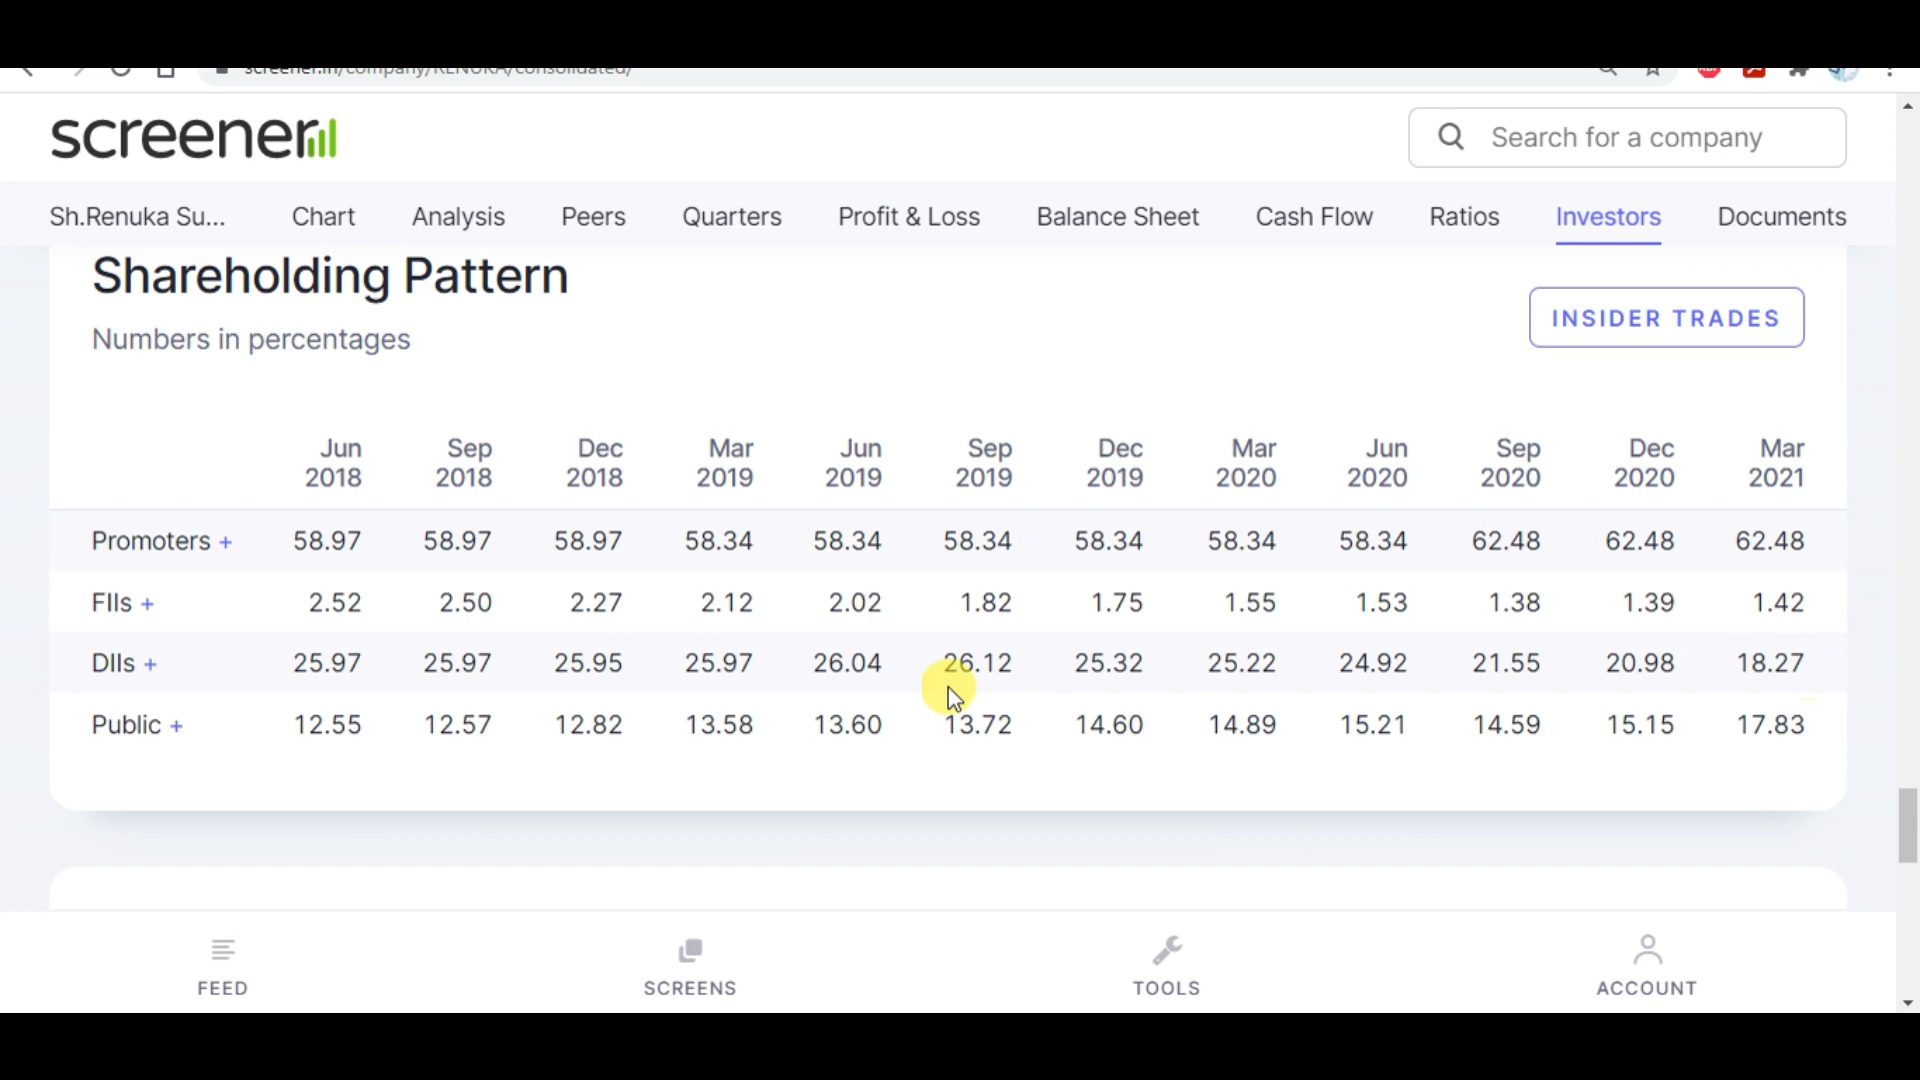 screener.in/company/RENUKA/consolidated/
screener
Search for a company
Sh.Renuka Su... Chart Analysis Peers Quarters Profit & Loss Balance Sheet Cash Flow Ratios Investors Documents
Shareholding Pattern
INSIDER TRADES
Numbers in percentages
Jun Sep Dec Mar Jun Sep Dec Mar Jun Sep Dec Mar
2018 2018 2018 2019 2019 2019 2019 2020 2020 2020 2020 2021
Promoters + 58.97 58.97 58.97 58.34 58.34 58.34 58.34 58.34 58.34 62.48 62.48 62.48
FIIs + 2.52 2.50 2.27 2.12 2.02 1.82 1.75 1.55 1.53 1.38 1.39 1.42
DIIs + 25.97 25.97 25.95 25.97 26.04 26.12 25.32 25.22 24.92 21.55 20.98 18.27
Public + 12.55 12.57 12.82 13.58 13.60 13.72 14.60 14.89 15.21 14.59 15.15 17.83
FEED SCREENS TOOLS ACCOUNT